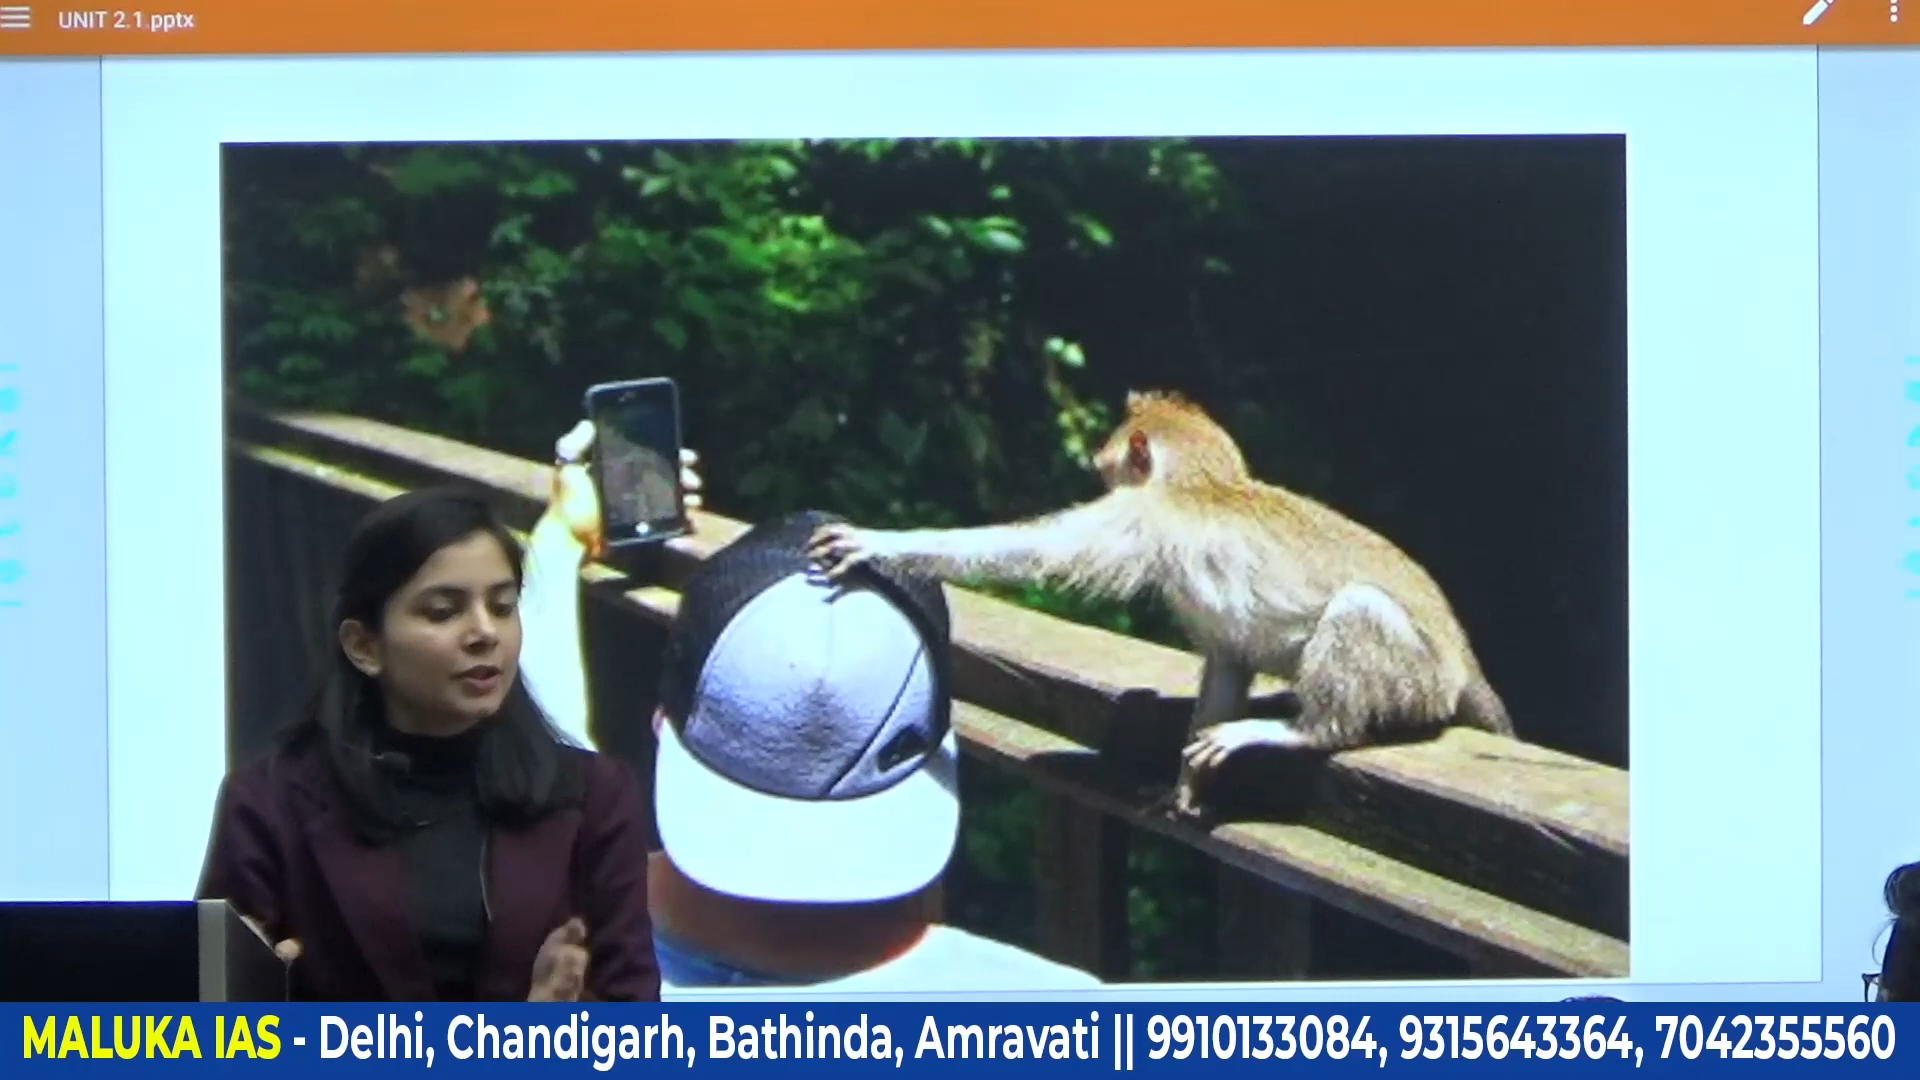 UNIT 2.1.pptx
MALUKA IAS - Delhi, Chandigarh, Bathinda, Amravati || 9910133084, 9315643364, 7042355560